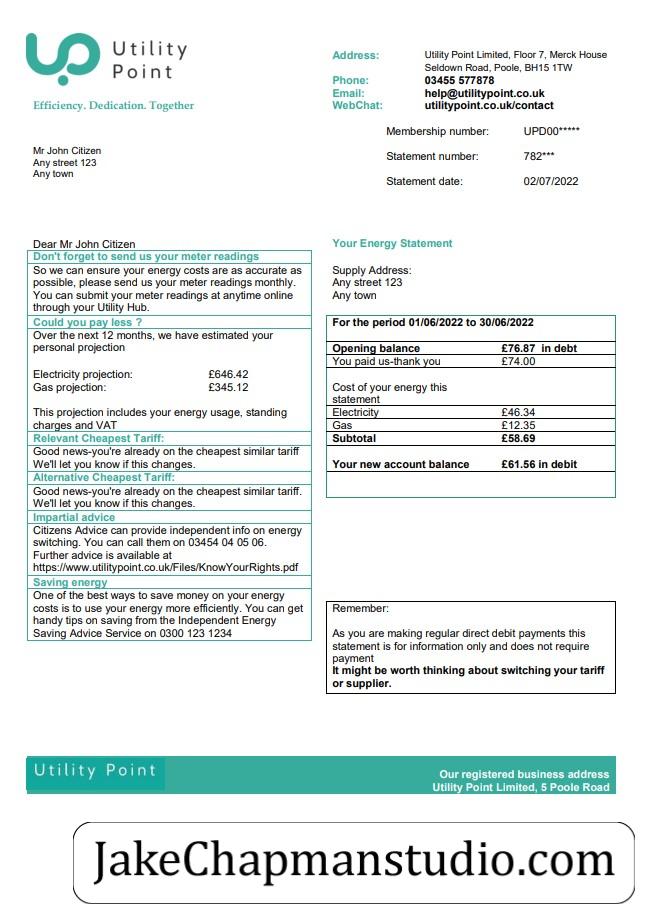 Utility
Point
Efficiency. Dedication. Together
Address: Utility Point Limited, Floor 7, Merck House
Seldown Road, Poole, BH15 1TW
Phone: 03455 577878
Email: help@utilitypoint.co.uk
WebChat: utilitypoint.co.uk/contact
Membership number: UPD00*****
Statement number: 782***
Statement date: 02/07/2022
Mr John Citizen
Any street 123
Any town
Dear Mr John Citizen
Don't forget to send us your meter readings
So we can ensure your energy costs are as accurate as
possible, please send us your meter readings monthly.
You can submit your meter readings at anytime online
through your Utility Hub.
Could you pay less ?
Over the next 12 months, we have estimated your
personal projection
Electricity projection: £646.42
Gas projection: £345.12
This projection includes your energy usage, standing
charges and VAT
Relevant Cheapest Tariff:
Good news-you're already on the cheapest similar tariff
We'll let you know if this changes.
Alternative Cheapest Tariff:
Good news-you're already on the cheapest similar tariff.
We'll let you know if this changes.
Impartial advice
Citizens Advice can provide independent info on energy
switching. You can call them on 03454 04 05 06.
Further advice is available at
https://www.utilitypoint.co.uk/Files/KnowYourRights.pdf
Saving energy
One of the best ways to save money on your energy
costs is to use your energy more efficiently. You can get
handy tips on saving from the Independent Energy
Saving Advice Service on 0300 123 1234
Your Energy Statement
Supply Address:
Any street 123
Any town
For the period 01/06/2022 to 30/06/2022
Opening balance £76.87 in debt
You paid us-thank you £74.00
Cost of your energy this
statement
Electricity £46.34
Gas £12.35
Subtotal £58.69
Your new account balance £61.56 in debit
Remember:
As you are making regular direct debit payments this
statement is for information only and does not require
payment
It might be worth thinking about switching your tariff
or supplier.
Utility Point
Our registered business address
Utility Point Limited, 5 Poole Road
JakeChapmanstudio.com